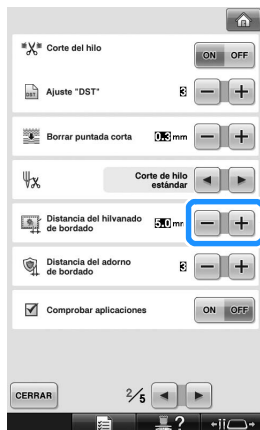 Corte del hilo
ON OFF
DST
Ajuste "DST"
3
- +
Borrar puntada corta
0.3 mm
- +
Corte de hilo
estándar
Distancia del hilvanado
de bordado
5.0 mm
- +
Distancia del adorno
de bordado
3
- +
Comprobar aplicaciones
ON OFF
CERRAR
2/5
?